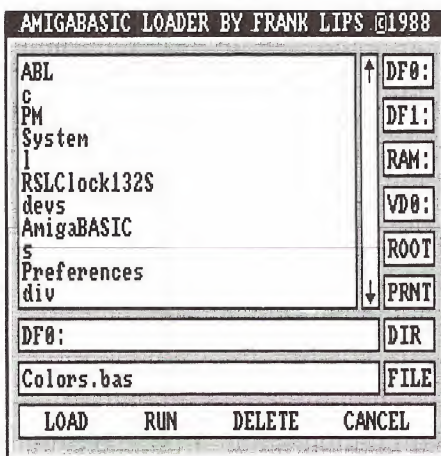 AMIGABASIC LOADER BY FRANK LIPS ©1988
ABL
c
PM
System
l
RSLClock132S
devs
AmigaBASIC
s
Preferences
div
DF0:
DF1:
RAM:
VD0:
ROOT
PRNT
DF0:
DIR
Colors.bas
FILE
LOAD RUN DELETE CANCEL